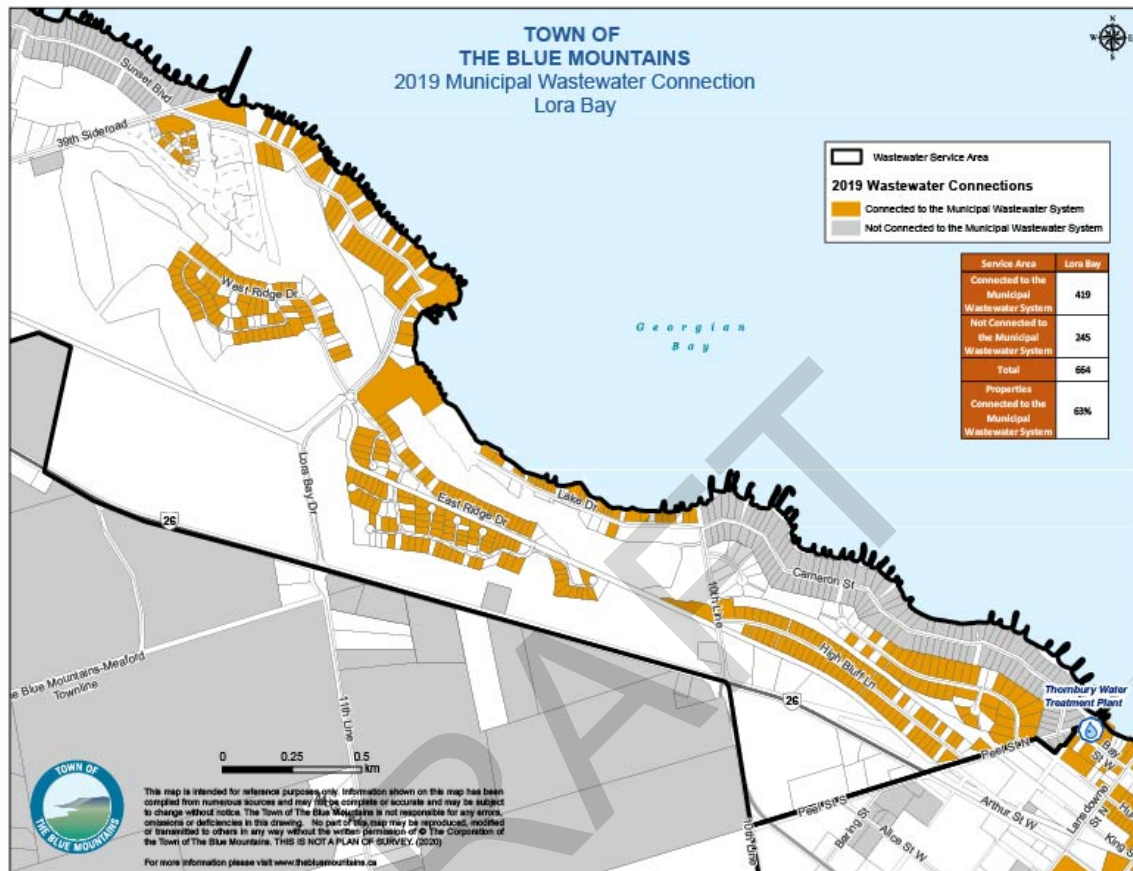 TOWN OF
THE BLUE MOUNTAINS
2019 Municipal Wastewater Connection
Lora Bay
N
W
E
S
Wastewater Service Area
2019 Wastewater Connections
Connected to the Municipal Wastewater System
Not Connected to the Municipal Wastewater System
Service Area
Lora Bay
Connected to the
Municipal
Wastewater System
419
Not Connected to
the Municipal
Wastewater System
245
Total
664
Properties
Connected to the
Municipal
Wastewater System
63%
Sunset Blvd
39th Sideroad
West Ridge Dr
Georgian
Bay
Lora Bay Dr
East Ridge Dr
Lake Dr
26
Cameron St
10th Line
High Bluff Ln
26
Thornbury Water
Treatment Plant
e Blue Mountains-Meaford
Townline
11th Line
Peel St N
Bay
St W
Peel St S
10th Line
Baring St
Alice St W
Arthur St W
Lansdowne
St
Hu
King S
DRAFT
0
0.25
0.5
km
TOWN OF
THE BLUE MOUNTAINS
This map is intended for reference purposes only. Information shown on this map has been
compiled from numerous sources and may not be complete or accurate and may be subject
to change without notice. The Town of The Blue Mountains is not responsible for any errors,
omissions or deficiencies in this drawing. No part of this map may be reproduced, modified
or transmitted to others in any way without the written permission of © The Corporation of
the Town of The Blue Mountains. THIS IS NOT A PLAN OF SURVEY. (2020)
For more information please visit www.thebluemountains.ca